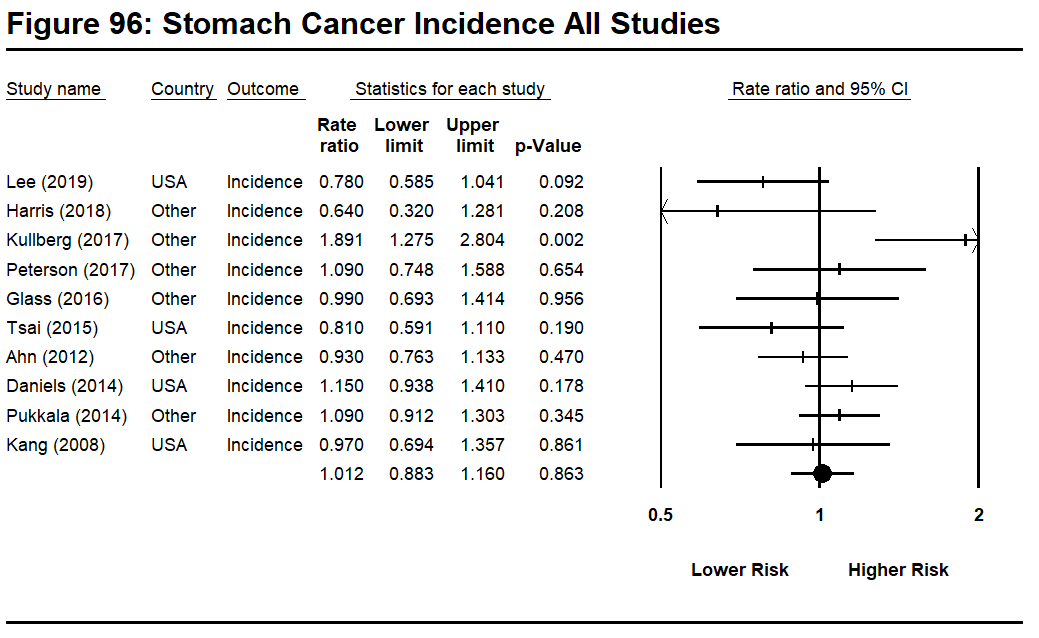 Figure 96: Stomach Cancer Incidence All Studies
Study name Country Outcome Statistics for each study Rate ratio and 95% CI
Rate Lower Upper
ratio limit limit p-Value
Lee (2019) USA Incidence 0.780 0.585 1.041 0.092
Harris (2018) Other Incidence 0.640 0.320 1.281 0.208
Kullberg (2017) Other Incidence 1.891 1.275 2.804 0.002
Peterson (2017) Other Incidence 1.090 0.748 1.588 0.654
Glass (2016) Other Incidence 0.990 0.693 1.414 0.956
Tsai (2015) USA Incidence 0.810 0.591 1.110 0.190
Ahn (2012) Other Incidence 0.930 0.763 1.133 0.470
Daniels (2014) USA Incidence 1.150 0.938 1.410 0.178
Pukkala (2014) Other Incidence 1.090 0.912 1.303 0.345
Kang (2008) USA Incidence 0.970 0.694 1.357 0.861
1.012 0.883 1.160 0.863
0.5 1 2
Lower Risk Higher Risk